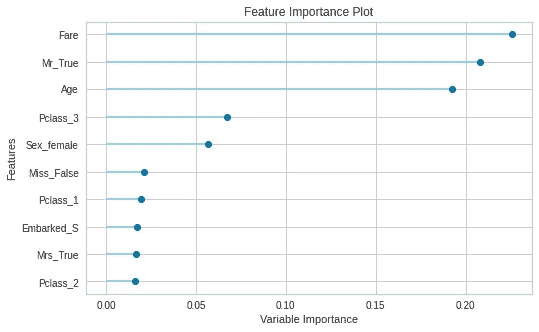 Feature Importance Plot
Features
Fare
Mr_True
Age
Pclass_3
Sex_female
Miss_False
Pclass_1
Embarked_S
Mrs_True
Pclass_2
0.00 0.05 0.10 0.15 0.20
Variable Importance